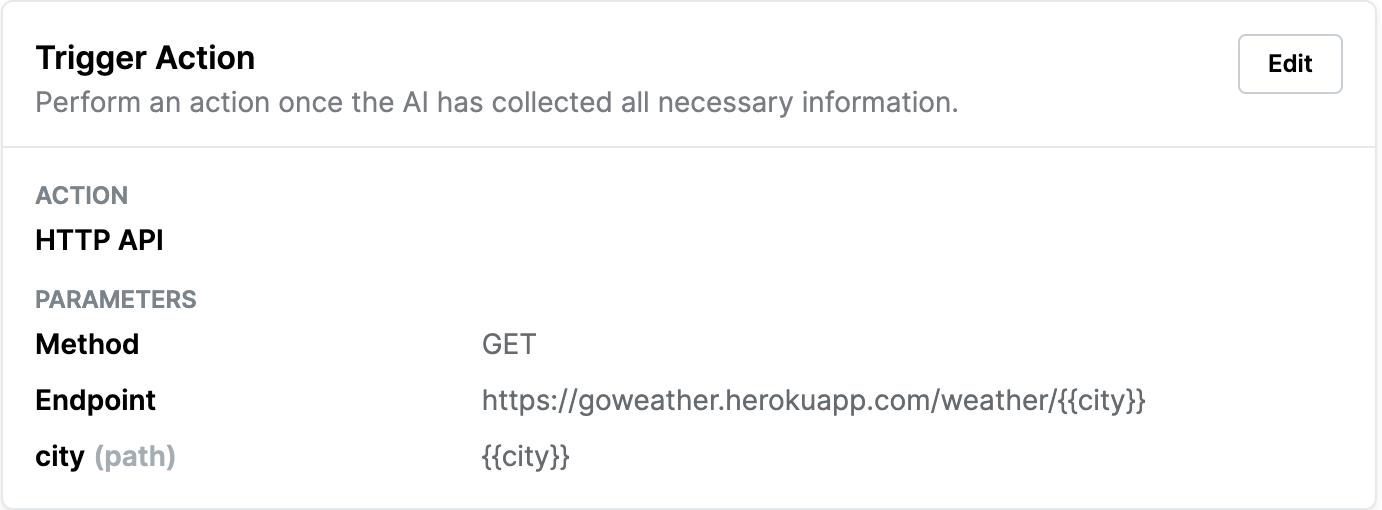 Trigger Action
Edit
Perform an action once the AI has collected all necessary information.
ACTION
HTTP API
PARAMETERS
Method GET
Endpoint https://goweather.herokuapp.com/weather/{{city}}
city (path) {{city}}